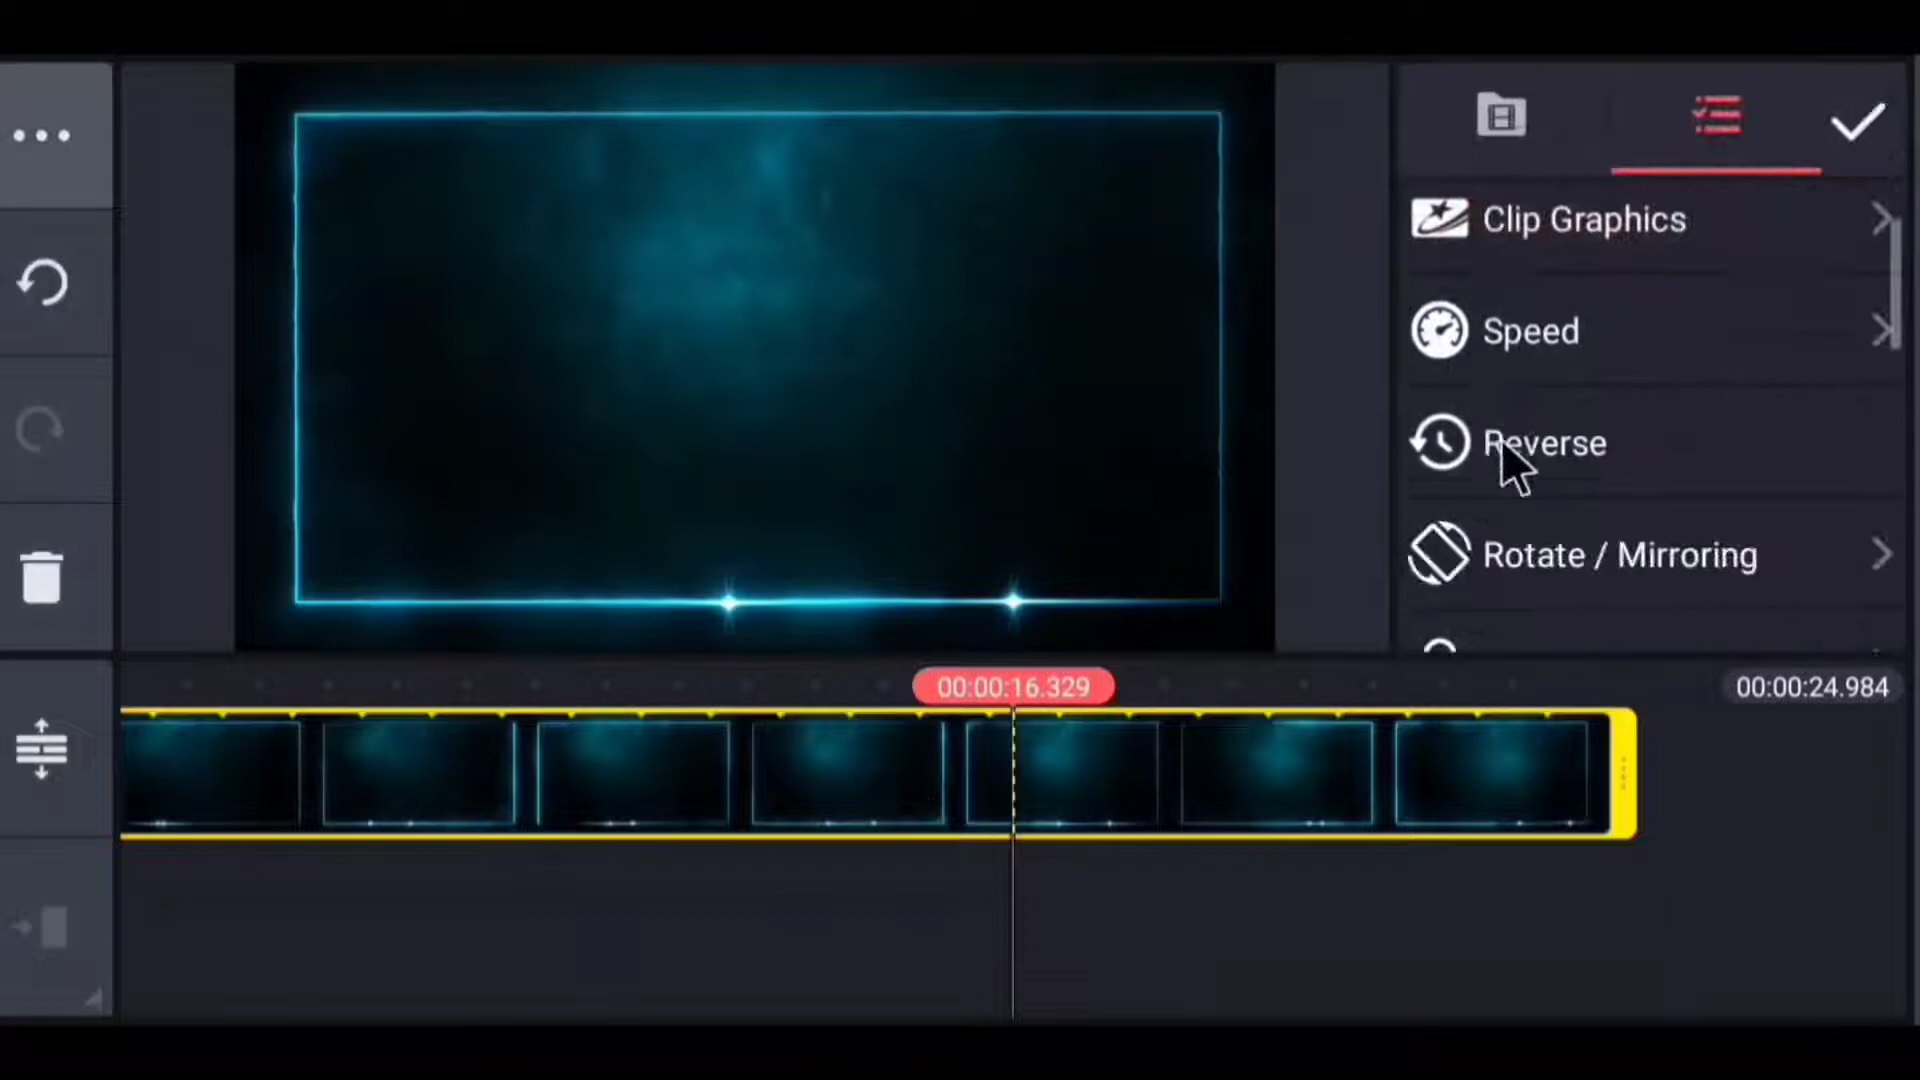 Clip Graphics
Speed
Reverse
Rotate / Mirroring
00:00:16.329
00:00:24.984